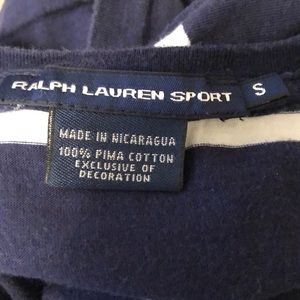 RALPH LAUREN SPORT S
MADE IN NICARAGUA
100% PIMA COTTON
EXCLUSIVE OF
DECORATION